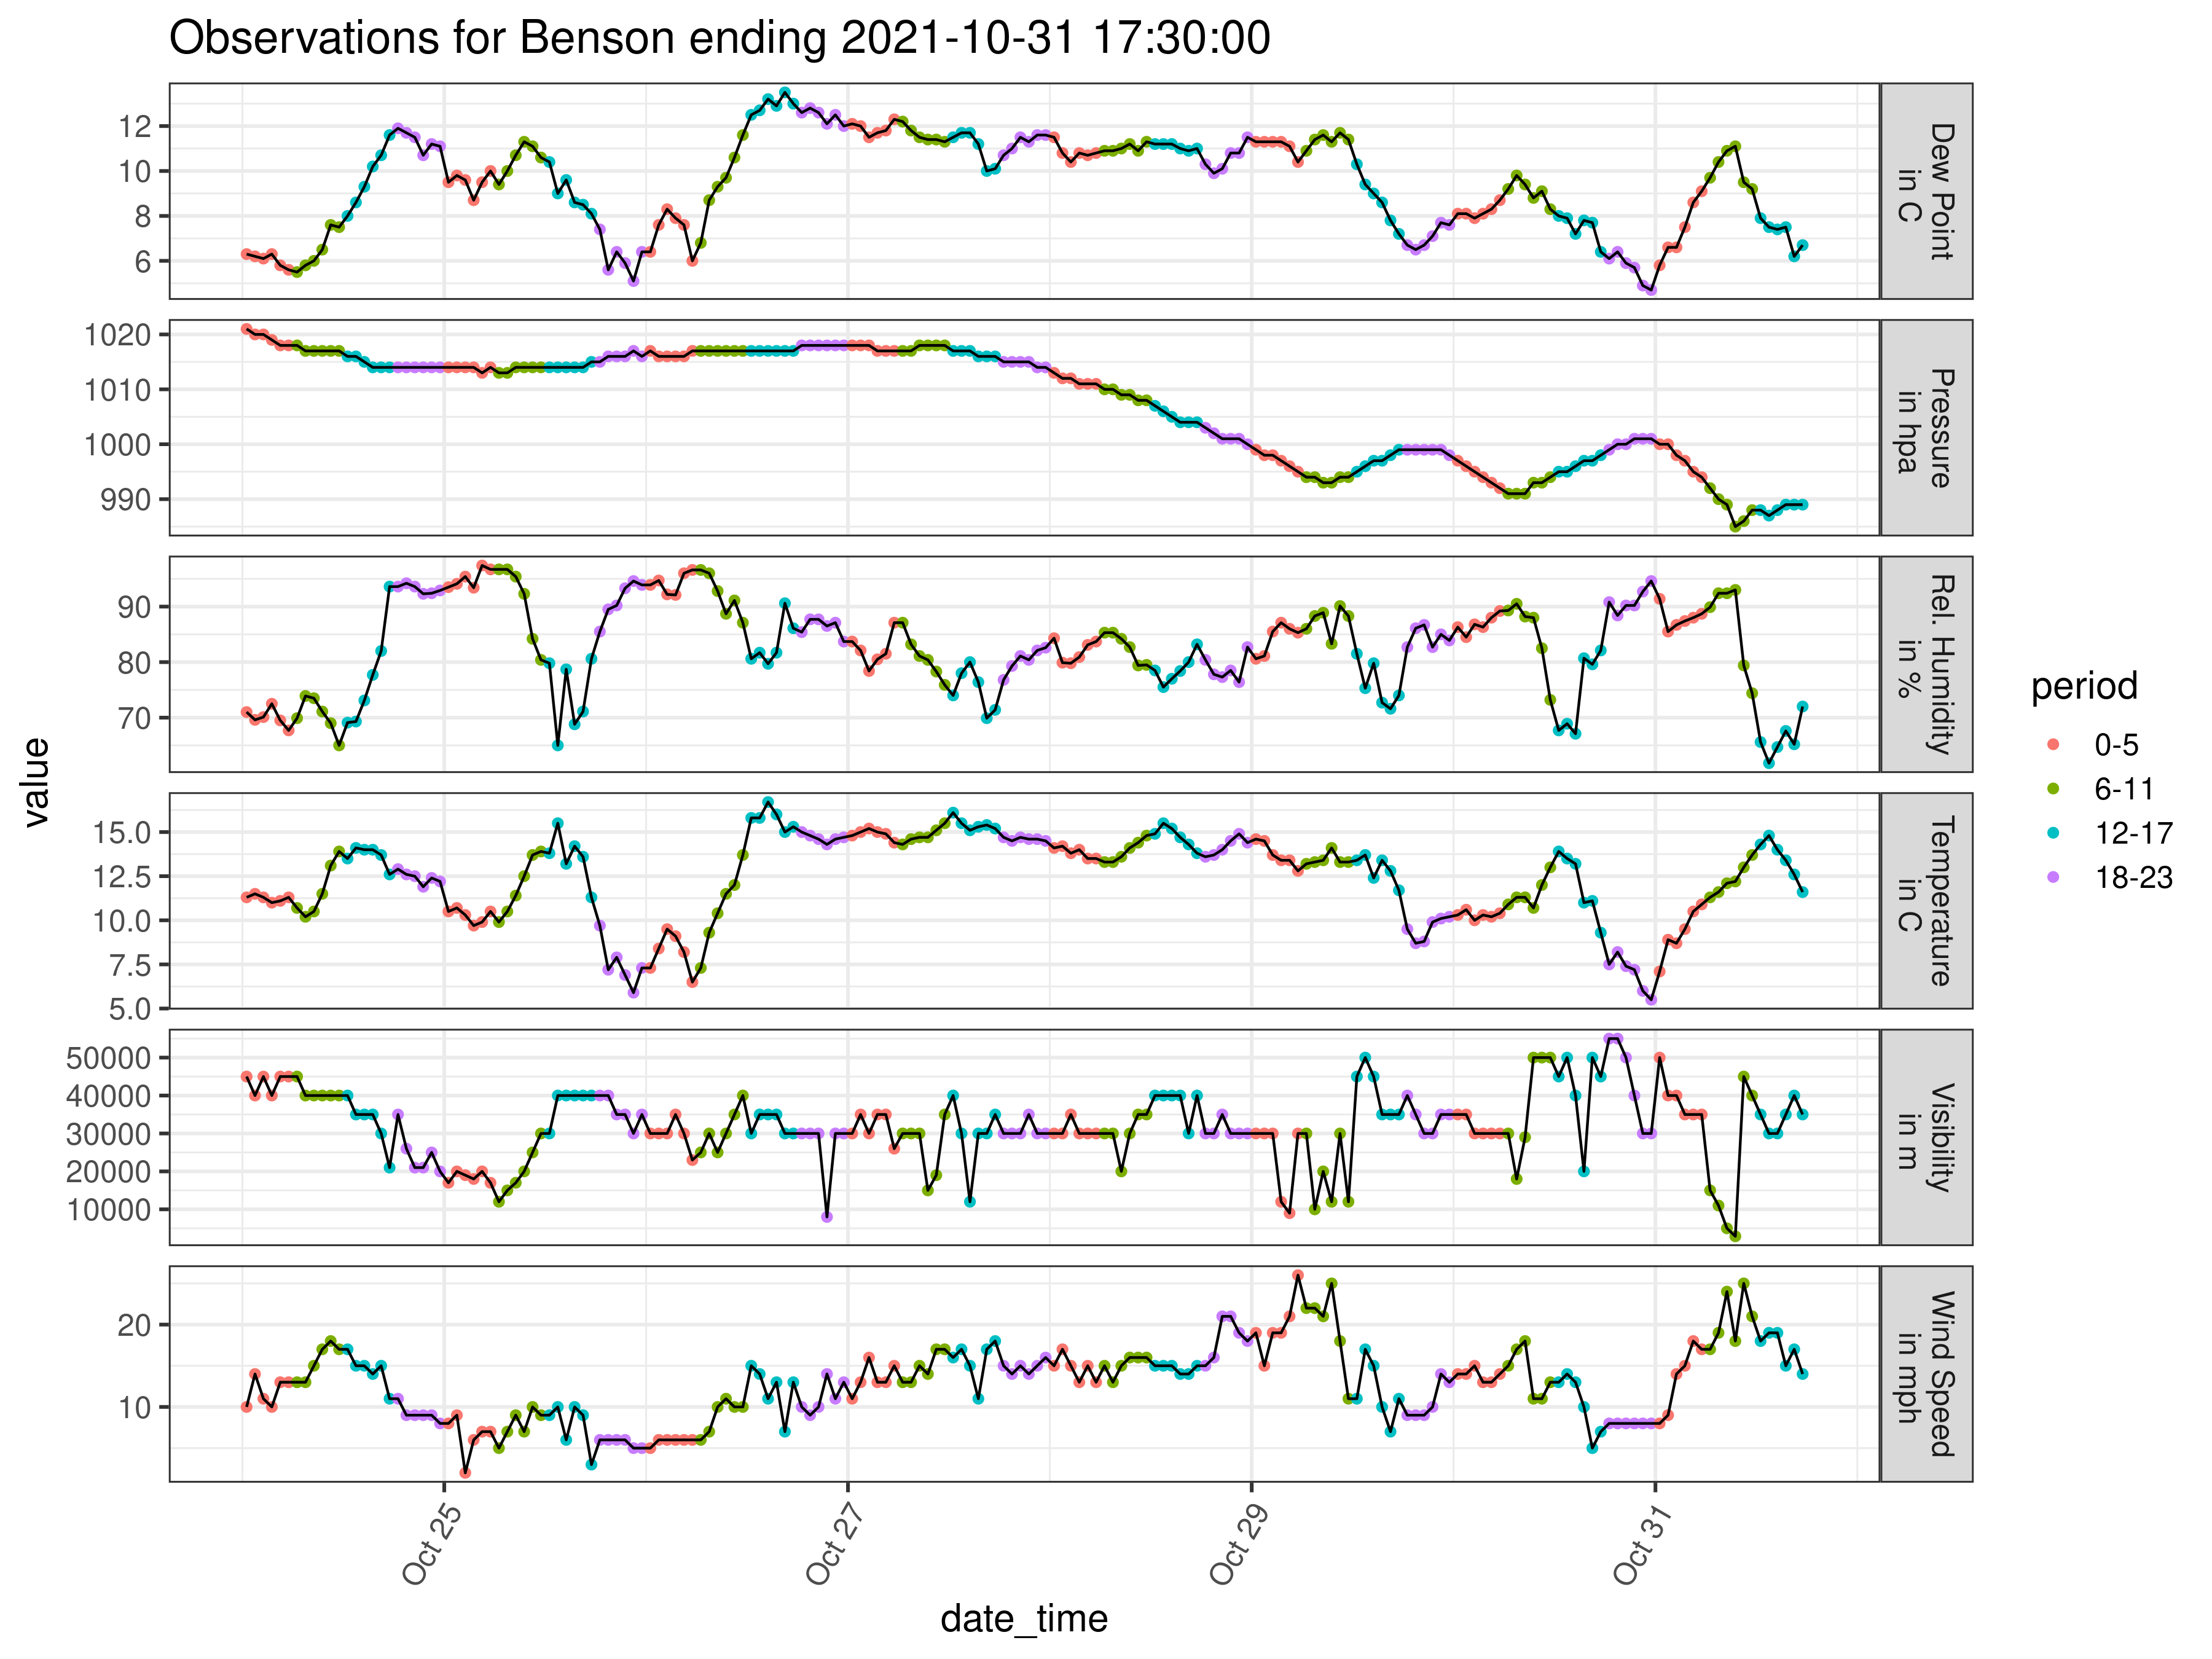 Observations for Benson ending 2021-10-31 17:30:00
value
12
10
8
6
Dew Point
in C
1020
1010
1000
990
Pressure
in hpa
90
80
70
Rel. Humidity
in %
15.0
12.5
10.0
7.5
5.0
Temperature
in C
50000
40000
30000
20000
10000
Visibility
in m
20
10
Wind Speed
in mph
Oct 25
Oct 27
Oct 29
Oct 31
date_time
period
0-5
6-11
12-17
18-23